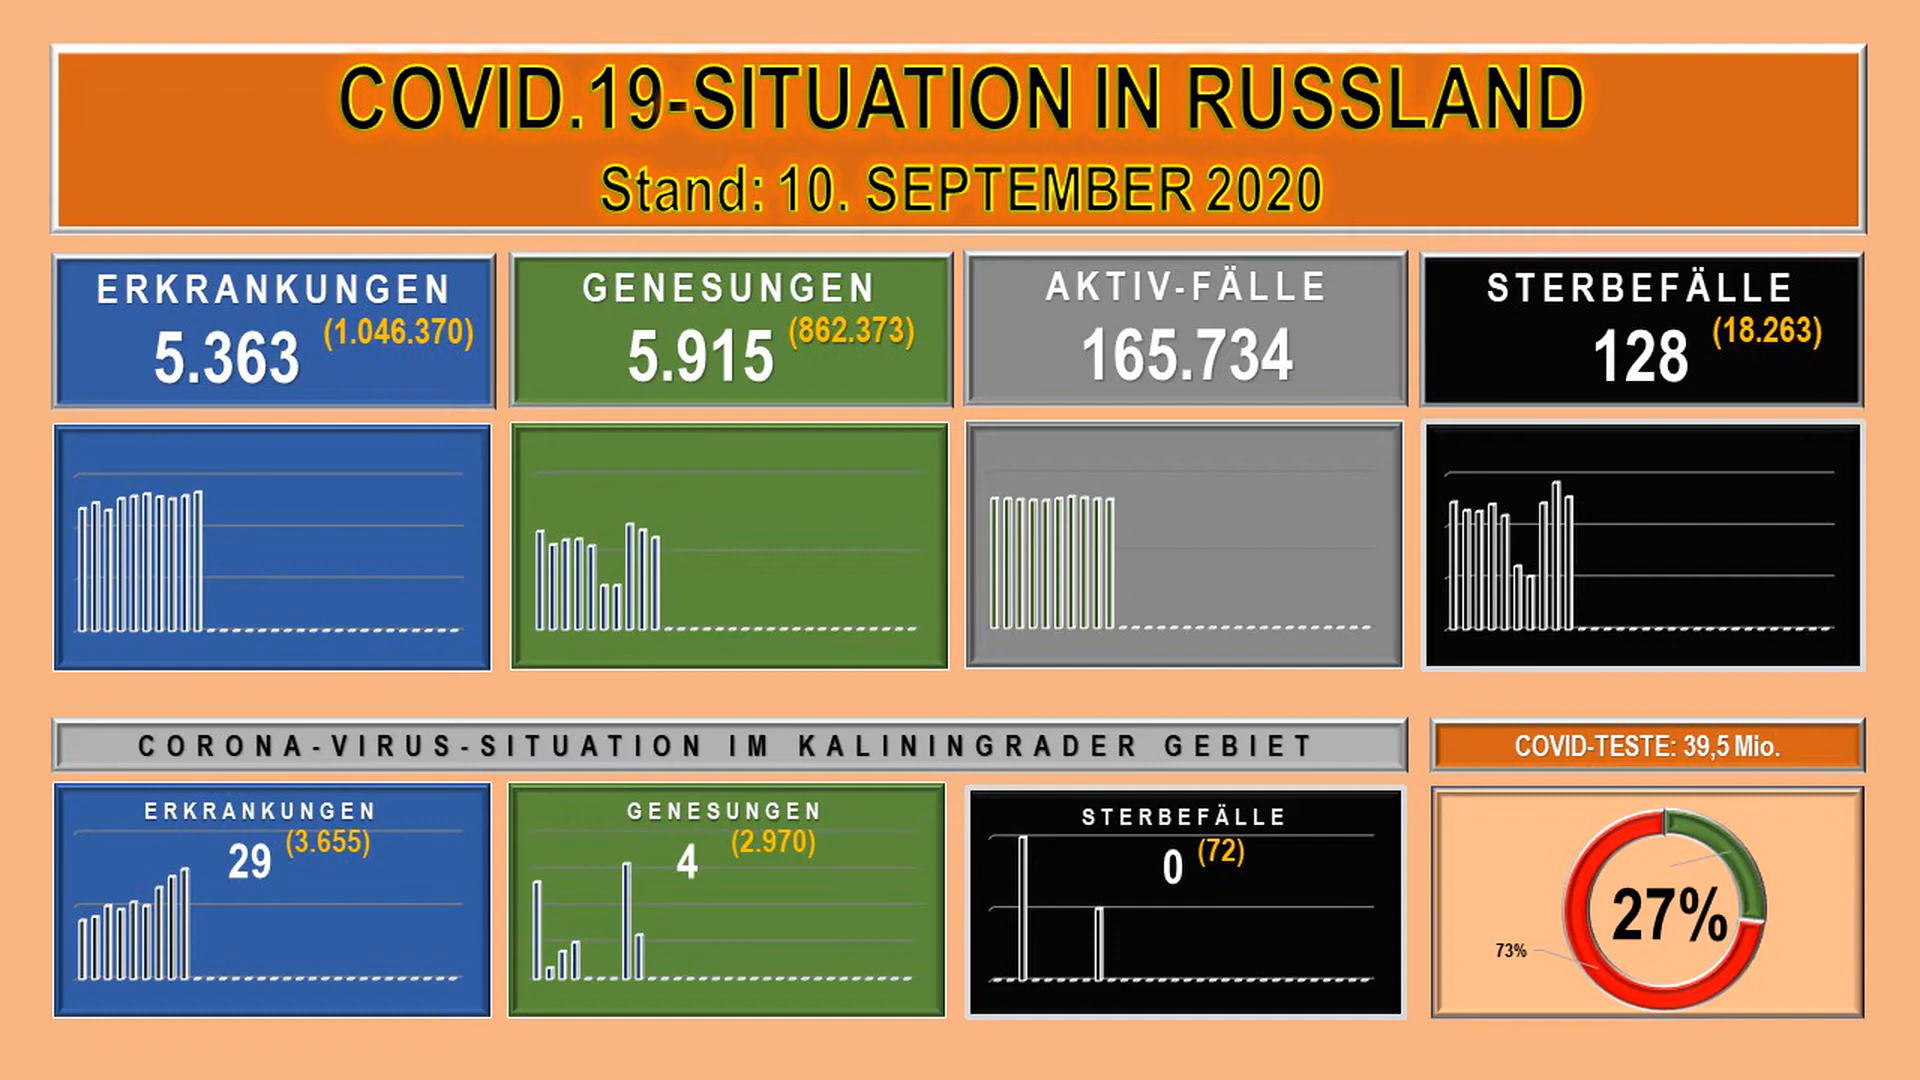 COVID.19-SITUATION IN RUSSLAND
Stand: 10. SEPTEMBER 2020
ERKRANKUNGEN
5.363 (1.046.370)
GENESUNGEN
5.915 (862.373)
AKTIV-FÄLLE
165.734
STERBEFÄLLE
128 (18.263)
CORONA-VIRUS-SITUATION IM KALININGRADER GEBIET
COVID-TESTE: 39,5 Mio.
ERKRANKUNGEN
29 (3.655)
GENESUNGEN
4 (2.970)
STERBEFÄLLE
0 (72)
27%
73%